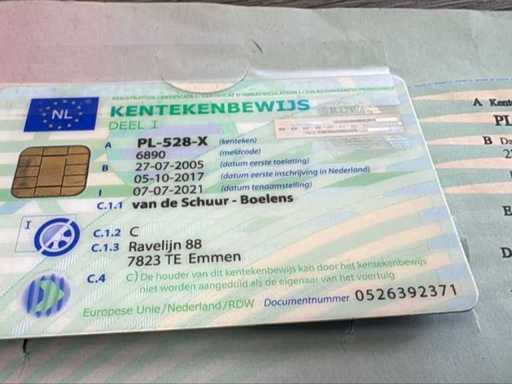 NL
KENTEKENBEWIJS
DEEL I
A PL-528-X (kenteken)
6890 (meldcode)
B 27-07-2005 (datum eerste toelating)
05-10-2017 (datum eerste inschrijving in Nederland)
I 07-07-2021 (datum tenaamstelling)
C.1.1 van de Schuur - Boelens
I
C.1.2 C
C.1.3 Ravelijn 88
7823 TE Emmen
C.4 C) De houder van dit kentekenbewijs kan door het kentekenbewijs
niet worden aangeduid als de eigenaar van het voertuig
Europese Unie/Nederland/RDW Documentnummer 0526392371
A Kent
PL
B Da
E
D